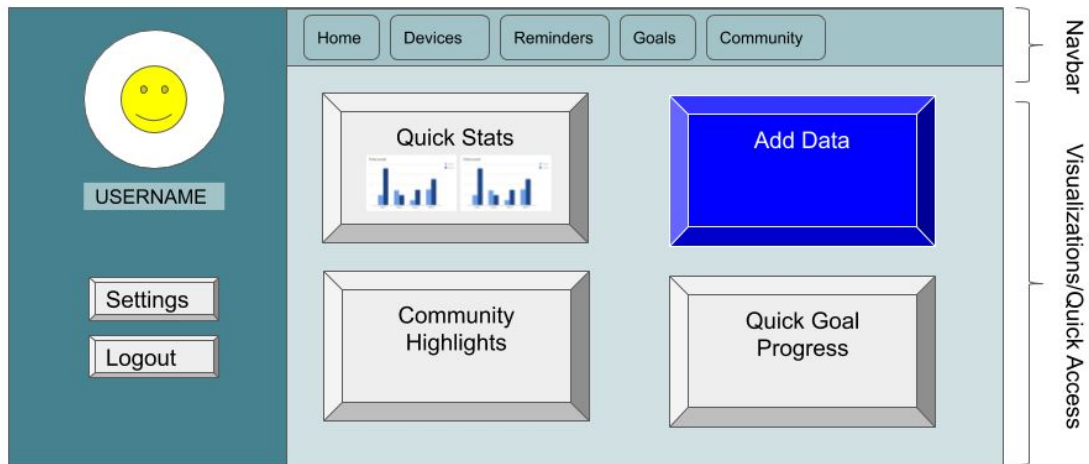 Home
Devices
Reminders
Goals
Community
USERNAME
Settings
Logout
Quick Stats
Add Data
Community
Highlights
Quick Goal
Progress
Navbar
Visualizations/Quick Access